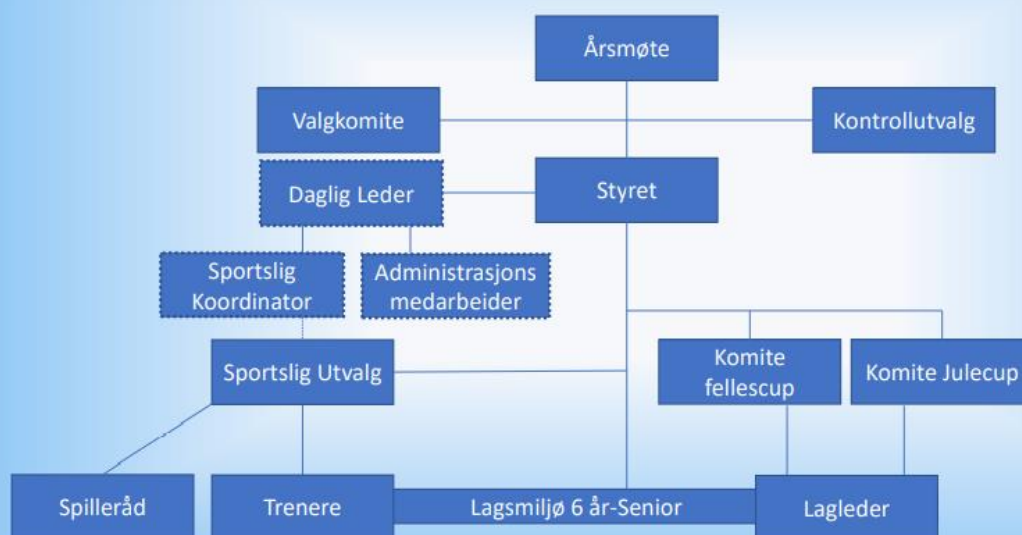 Årsmøte
Valgkomite
Kontrollutvalg
Daglig Leder
Styret
Sportslig
Koordinator
Administrasjons
medarbeider
Sportslig Utvalg
Komite
fellescup
Komite Julecup
Spilleråd
Trenere
Lagsmiljø 6 år-Senior
Lagleder